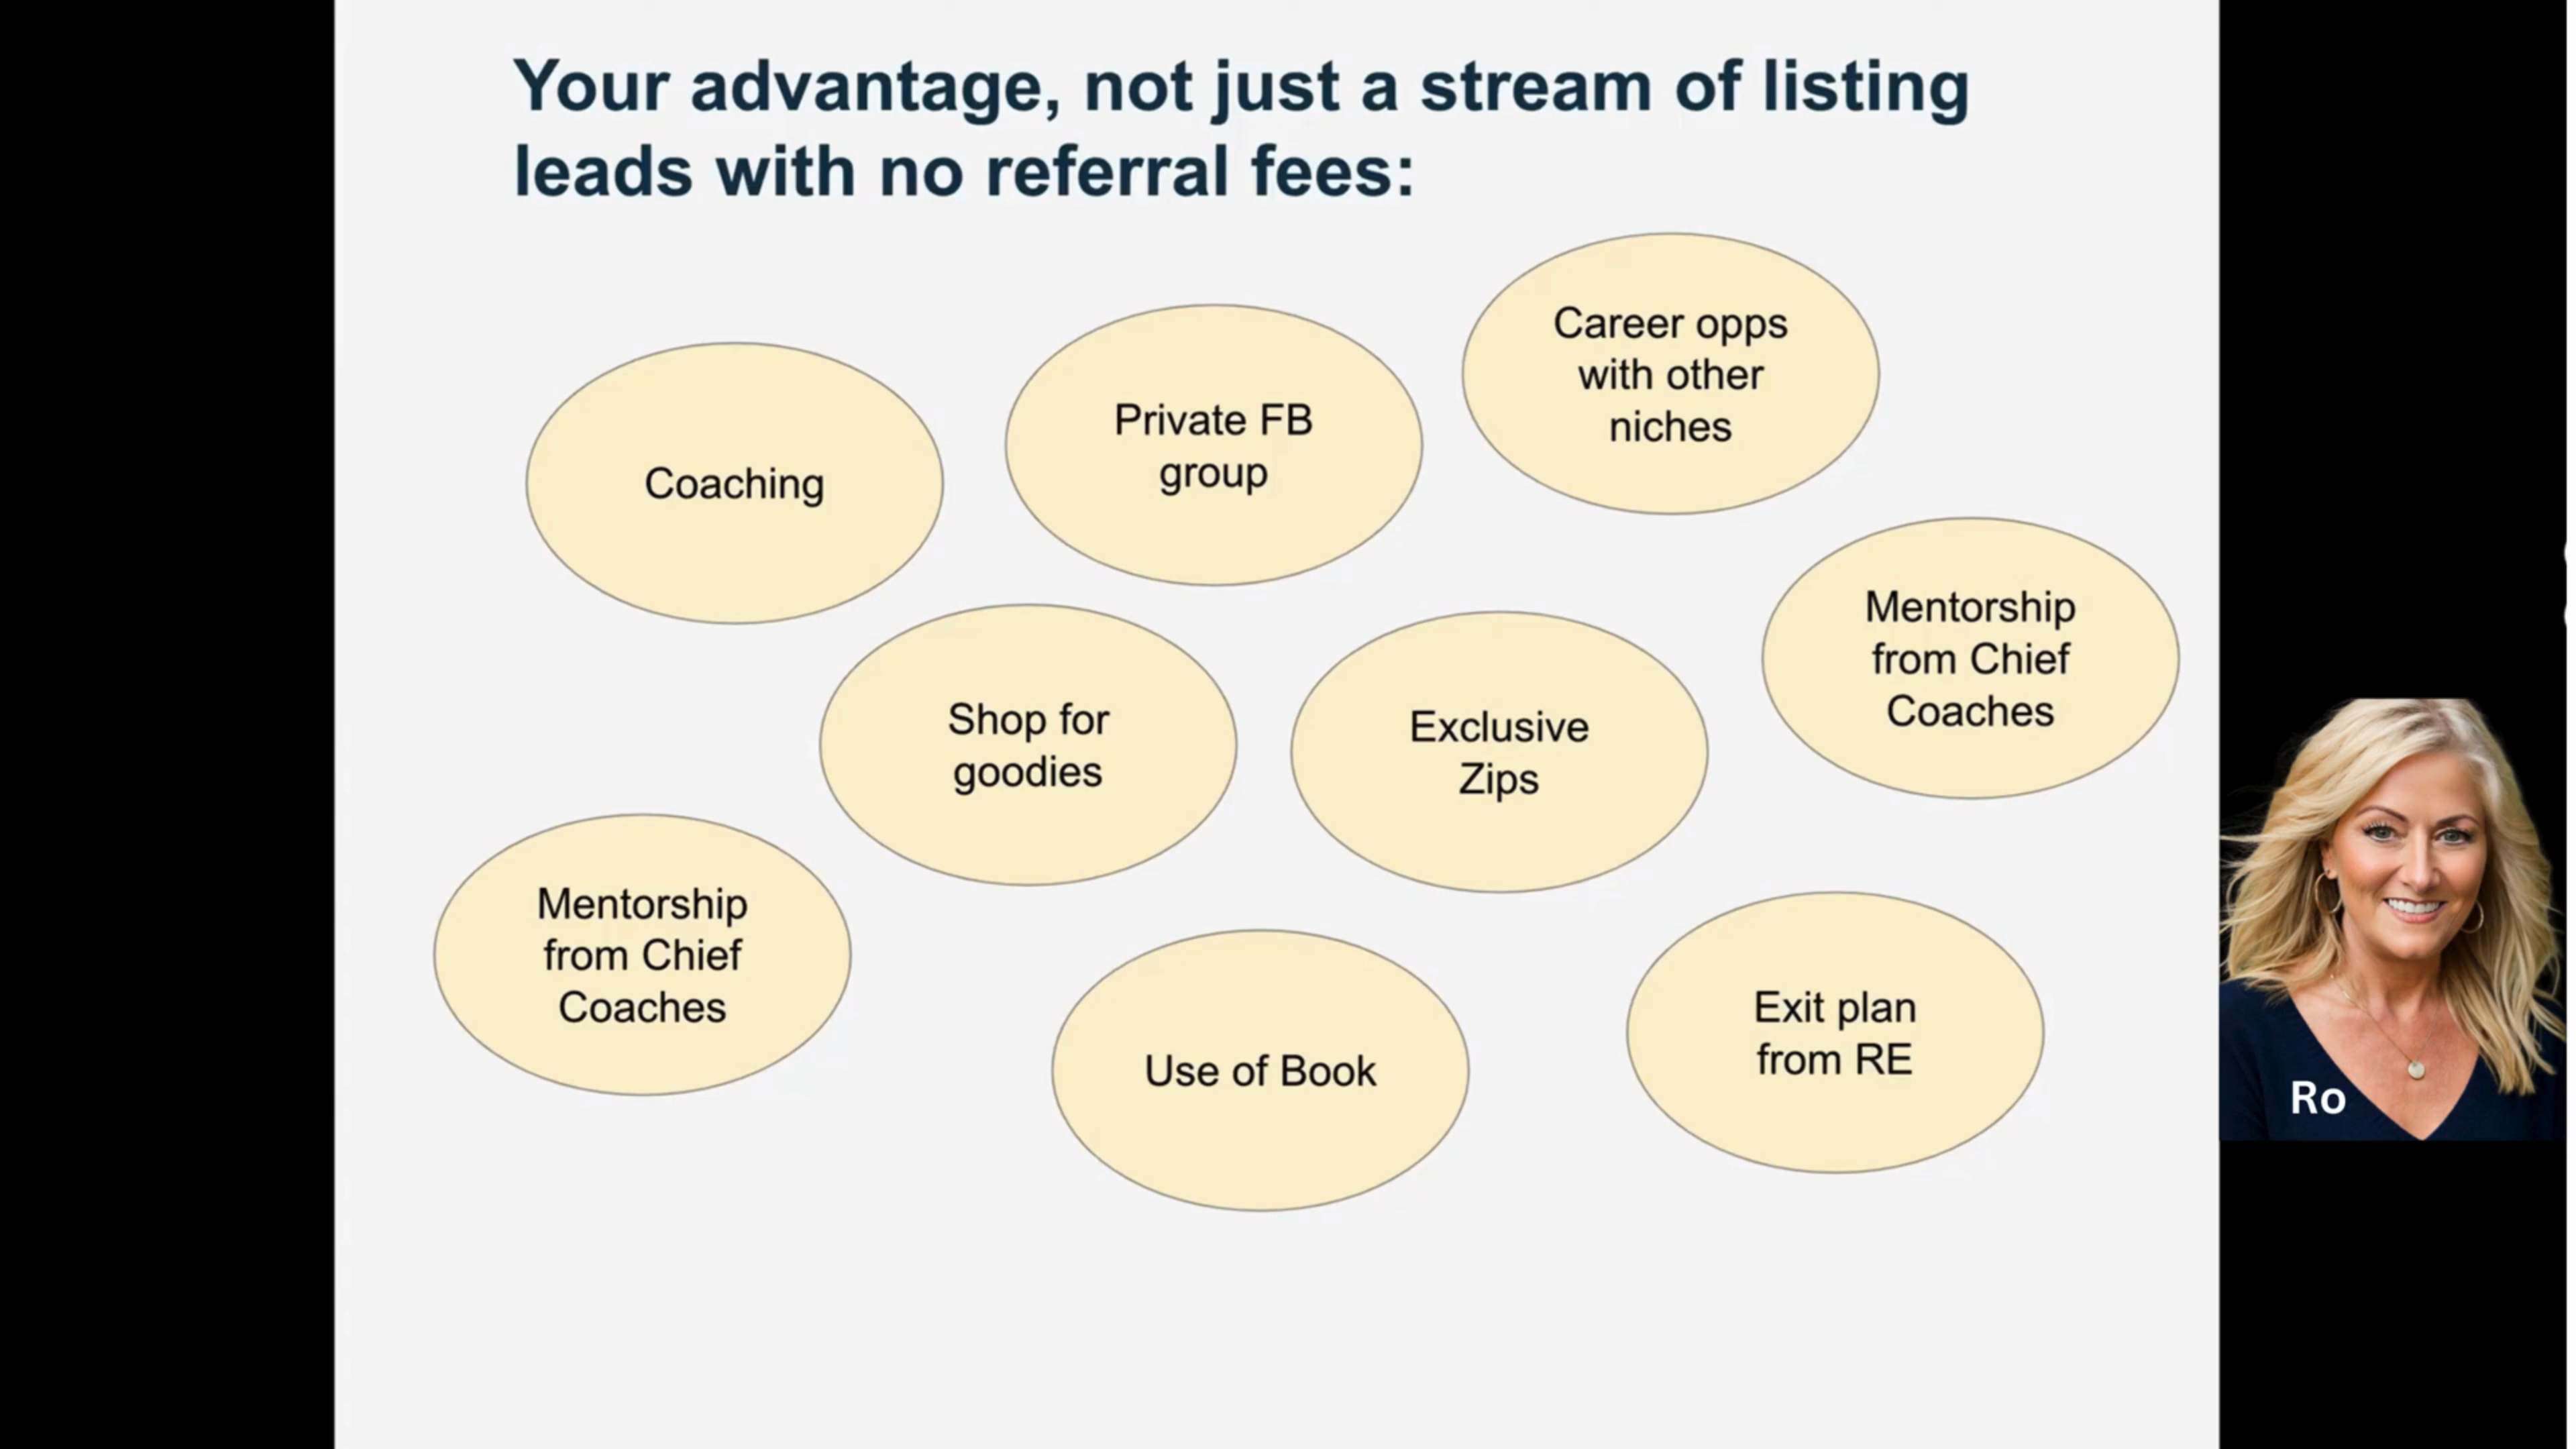 Your advantage, not just a stream of listing
leads with no referral fees:
Career opps
with other
niches
Private FB
group
Coaching
Mentorship
from Chief
Coaches
Shop for
goodies
Exclusive
Zips
Mentorship
from Chief
Coaches
Exit plan
from RE
Use of Book
Ro